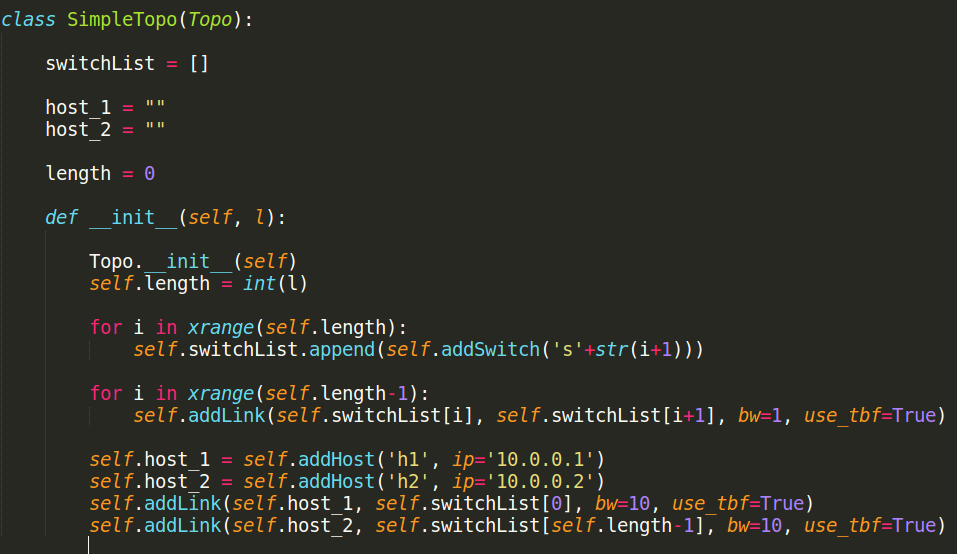 class SimpleTopo(Topo):
    switchList = []
    host_1 = ""
    host_2 = ""
    length = 0
    def __init__(self, l):
        Topo.__init__(self)
        self.length = int(l)
        for i in xrange(self.length):
            self.switchList.append(self.addSwitch('s'+str(i+1)))
        for i in xrange(self.length-1):
            self.addLink(self.switchList[i], self.switchList[i+1], bw=1, use_tbf=True)
        self.host_1 = self.addHost('h1', ip='10.0.0.1')
        self.host_2 = self.addHost('h2', ip='10.0.0.2')
        self.addLink(self.host_1, self.switchList[0], bw=10, use_tbf=True)
        self.addLink(self.host_2, self.switchList[self.length-1], bw=10, use_tbf=True)